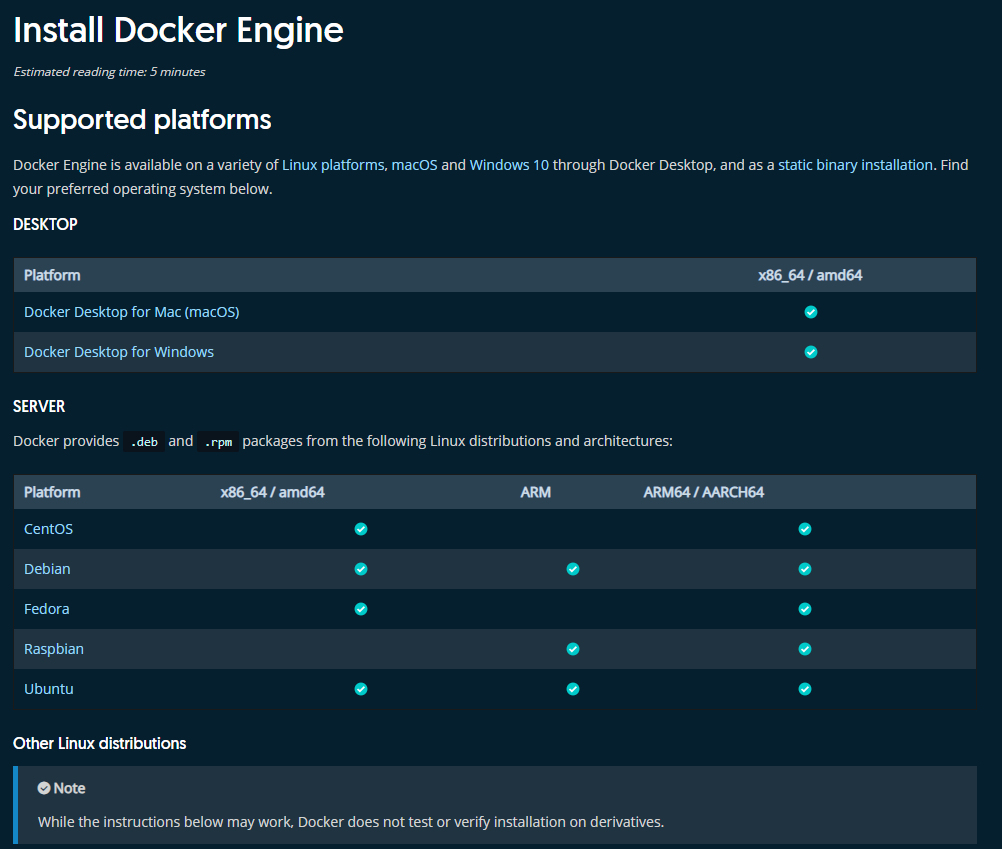 Install Docker Engine
Estimated reading time: 5 minutes
Supported platforms
Docker Engine is available on a variety of Linux platforms, macOS and Windows 10 through Docker Desktop, and as a static binary installation. Find
your preferred operating system below.
DESKTOP
Platform x86_64 / amd64
Docker Desktop for Mac (macOS)
Docker Desktop for Windows
SERVER
Docker provides .deb and .rpm packages from the following Linux distributions and architectures:
Platform x86_64 / amd64 ARM ARM64 / AARCH64
CentOS
Debian
Fedora
Raspbian
Ubuntu
Other Linux distributions
Note
While the instructions below may work, Docker does not test or verify installation on derivatives.